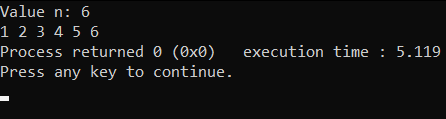 Value n: 6
1 2 3 4 5 6
Process returned 0 (0x0)   execution time : 5.119
Press any key to continue.